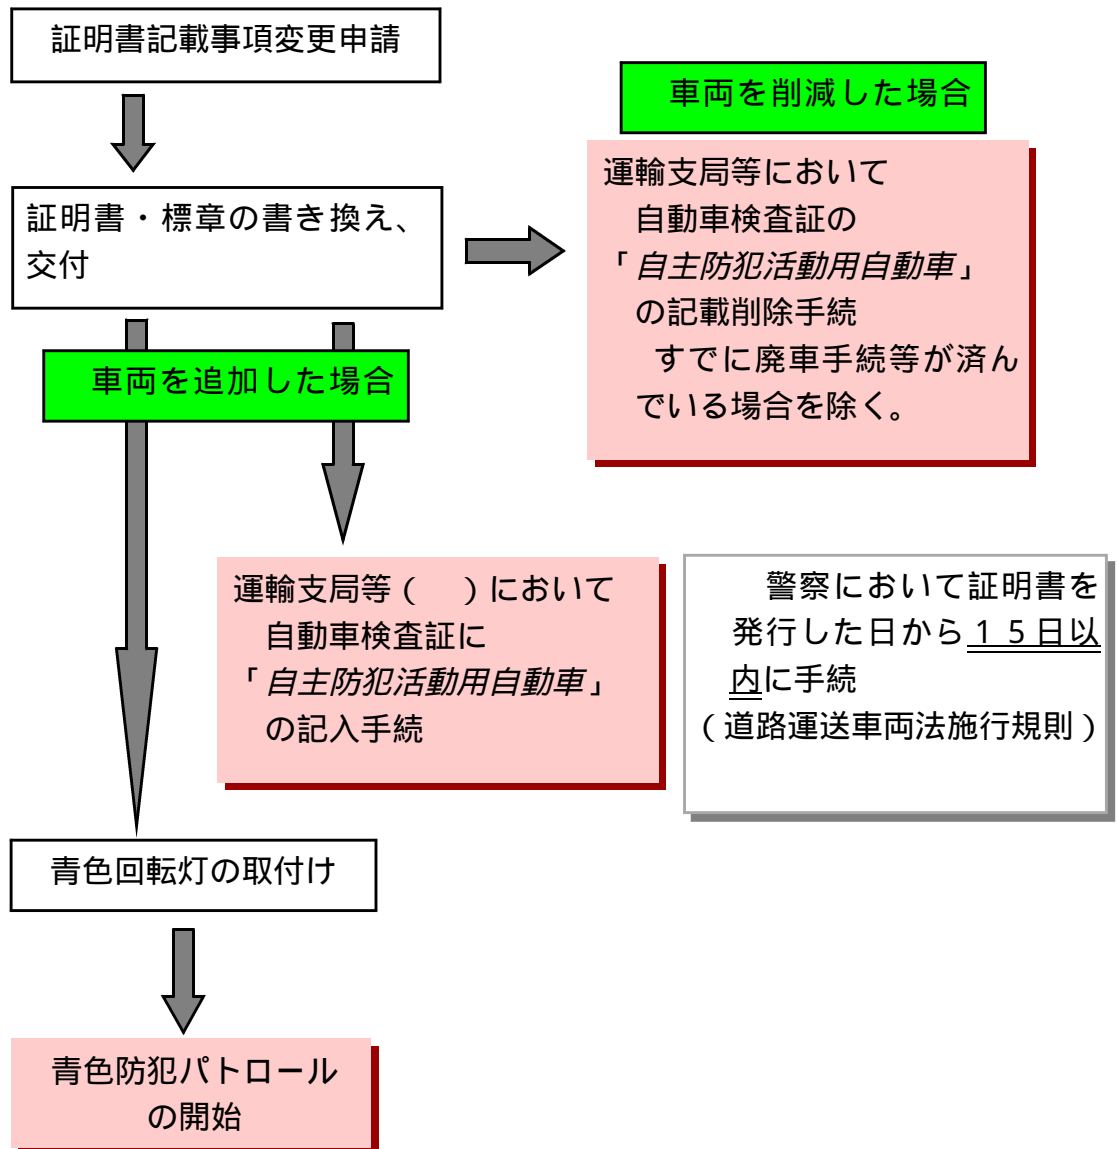 証明書記載事項変更申請
車両を削減した場合
運輸支局等において
自動車検査証の
「自主防犯活動用自動車」
の記載削除手続
すでに廃車手続等が済ん
でいる場合を除く。
証明書・標章の書き換え、
交付
車両を追加した場合
運輸支局等(　)において
自動車検査証に
「自主防犯活動用自動車」
の記入手続
警察において証明書を
発行した日から15日以
内に手続
(道路運送車両法施行規則)
青色回転灯の取付け
青色防犯パトロール
の開始